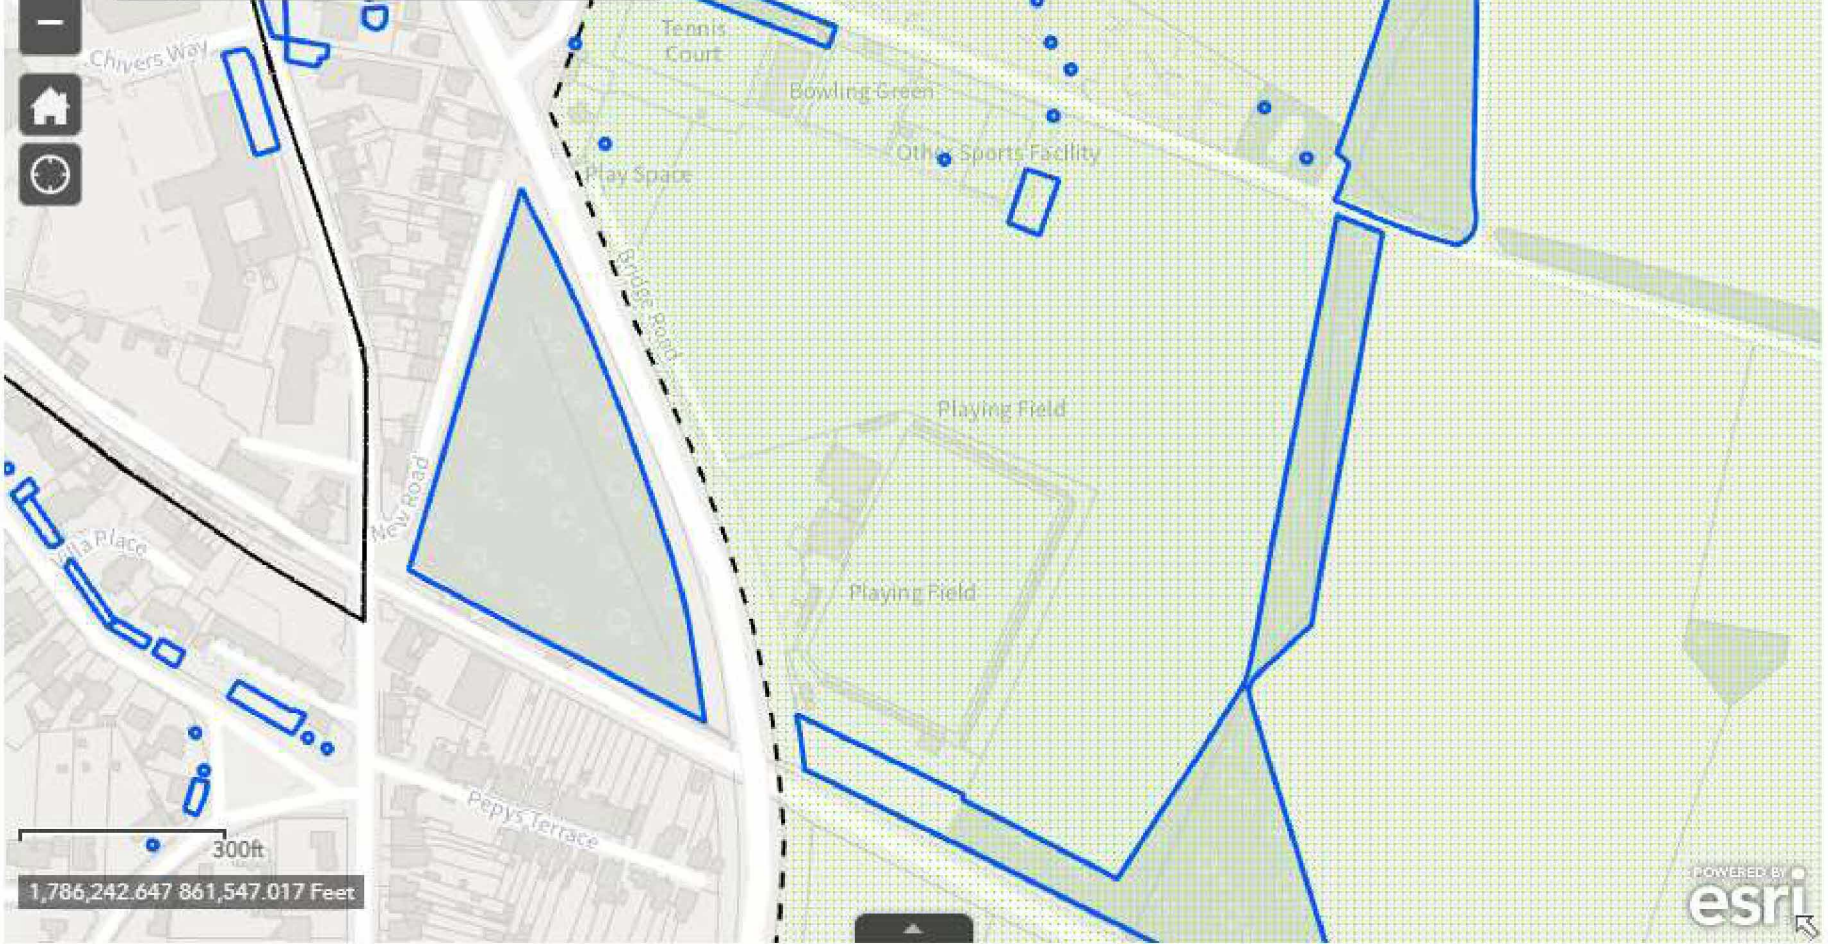 Tennis
Court
Chivers Way
Bowling Green
Other Sports Facility
Play Space
Bridge Road
Playing Field
New Road
Villa Place
Playing Field
Pepys Terrace
300ft
1,786,242.647 861,547.017 Feet
POWERED BY
esri